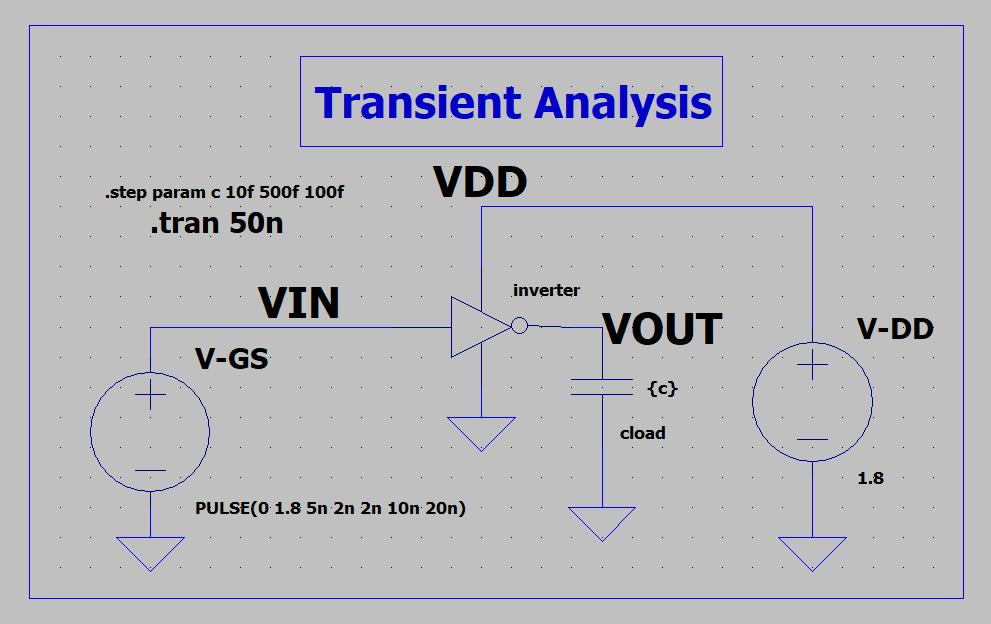 Transient Analysis
.step param c 10f 500f 100f
.tran 50n
VDD
inverter
VIN
VOUT
V-DD
V-GS
{c}
cload
1.8
PULSE(0 1.8 5n 2n 2n 10n 20n)